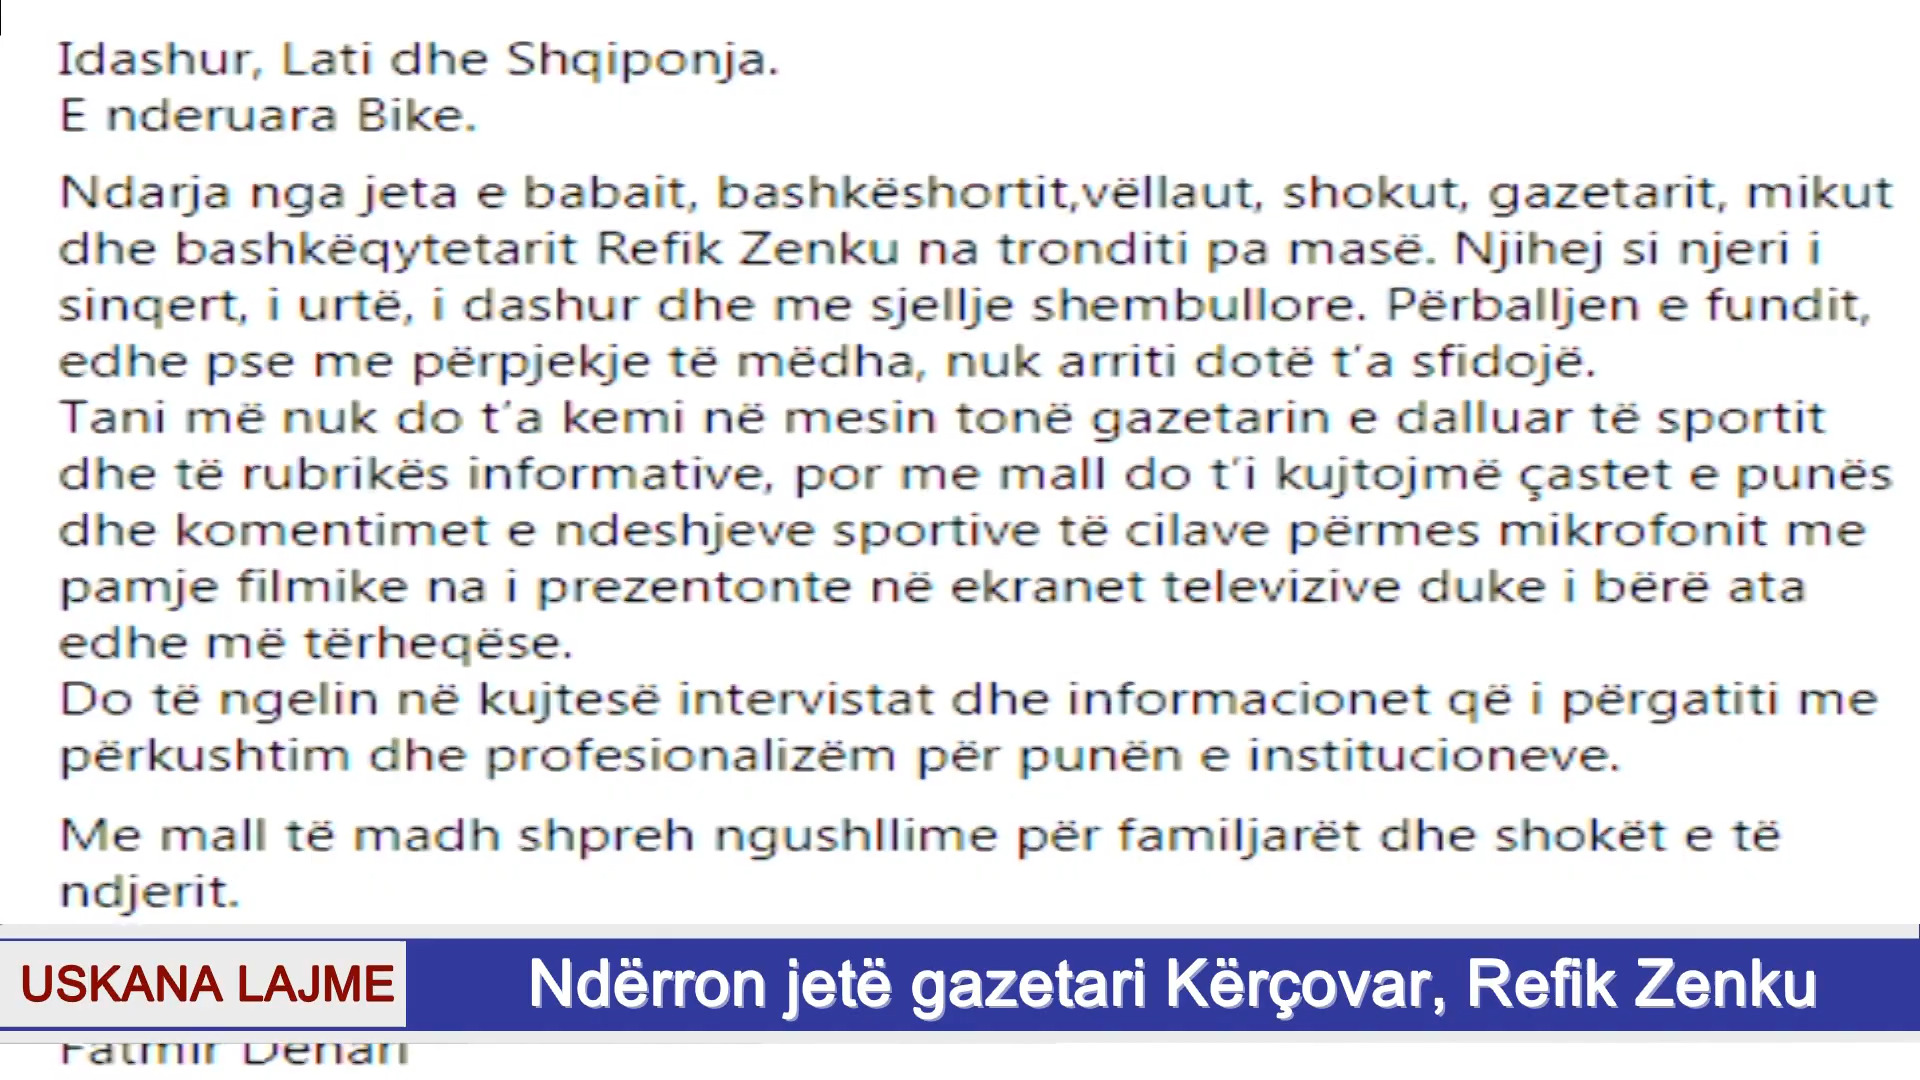 Idashur, Lati dhe Shqiponja.
E nderuara Bike.
Ndarja nga jeta e babait, bashkëshortit,vëllaut, shokut, gazetarit, mikut
dhe bashkëqytetarit Refik Zenku na tronditi pa masë. Njihej si njeri i
sinqert, i urtë, i dashur dhe me sjellje shembullore. Përballjen e fundit,
edhe pse me përpjekje të mëdha, nuk arriti dotë t´a sfidojë.
Tani më nuk do t´a kemi në mesin tonë gazetarin e dalluar të sportit
dhe të rubrikës informative, por me mall do t´i kujtojmë çastet e punës
dhe komentimet e ndeshjeve sportive të cilave përmes mikrofonit me
pamje filmike na i prezentonte në ekranet televizive duke i bërë ata
edhe më tërheqëse.
Do të ngelin në kujtesë intervistat dhe informacionet që i përgatiti me
përkushtim dhe profesionalizëm për punën e institucioneve.
Me mall të madh shpreh ngushllime për familjarët dhe shokët e të
ndjerit.
USKANA LAJME
Ndërron jetë gazetari Kërçovar, Refik Zenku
Fatmir Dehari